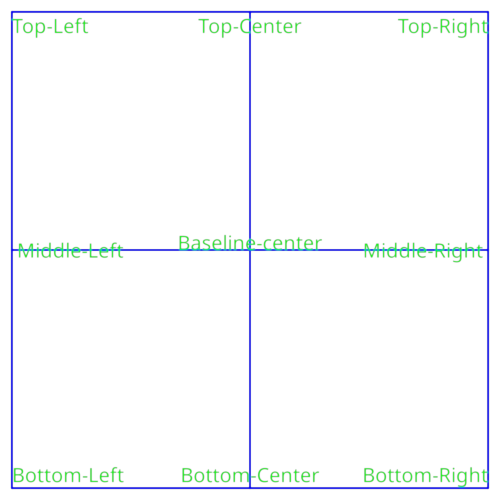 Top-Left Top-Center Top-Right
Middle-Left Baseline-center Middle-Right
Bottom-Left Bottom-Center Bottom-Right